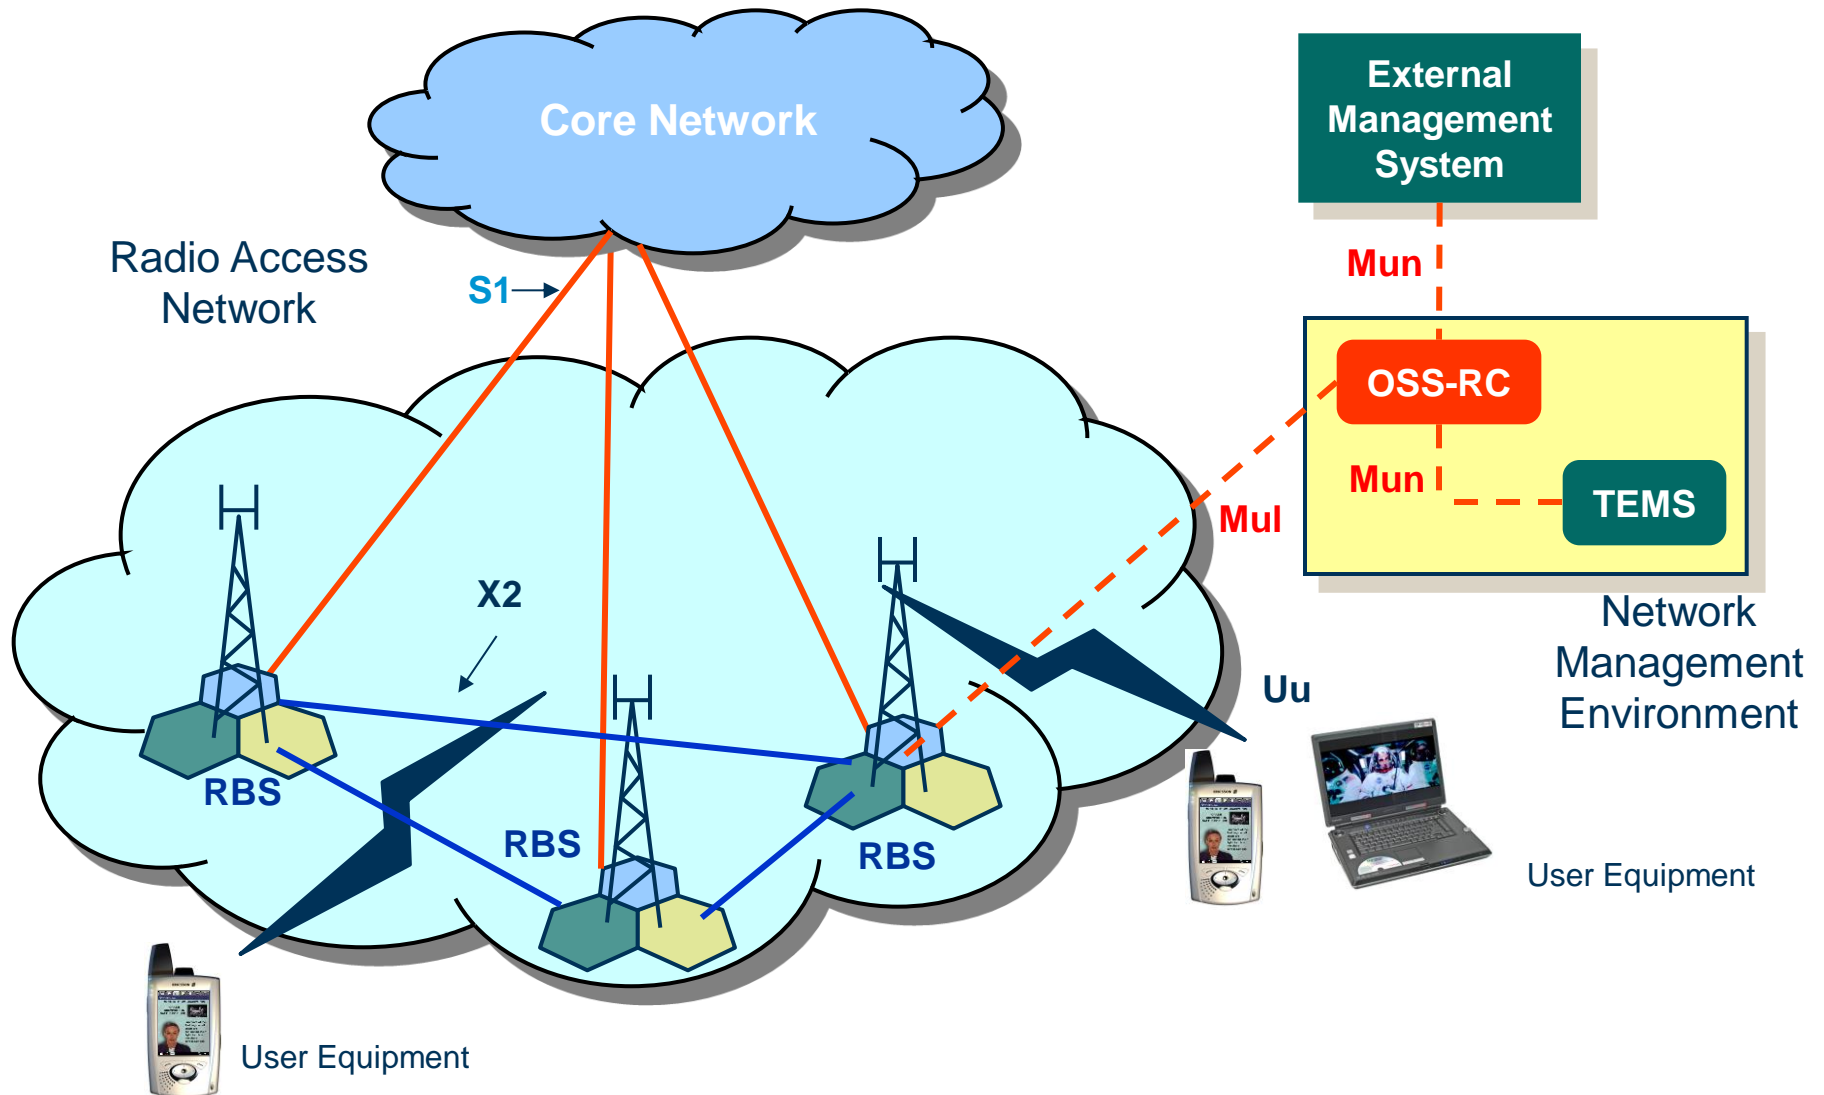 Core Network
External
Management
System
Radio Access
Network
S1
Mun
OSS-RC
Mun
TEMS
Mul
X2
Network
Management
Environment
Uu
RBS
RBS
RBS
User Equipment
User Equipment